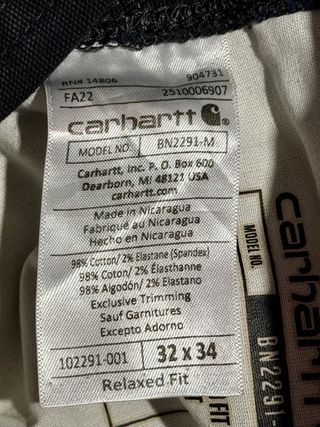 RN# 14806 904731
FA22 2510006907
carhartt
MODEL NO. BN2291-M
Carhartt, Inc. P. O. Box 600
Dearborn, MI 48121 USA
carhartt.com
Made in Nicaragua
Fabriqué au Nicaragua
Hecho en Nicaragua
98% Cotton/ 2% Elastane (Spandex)
98% Coton/ 2% Élasthanne
98% Algodón/ 2% Elastano
Exclusive Trimming
Sauf Garnitures
Excepto Adorno
102291-001 32 x 34
Relaxed Fit
carhar
MODEL NO.
BN2291-
FIT